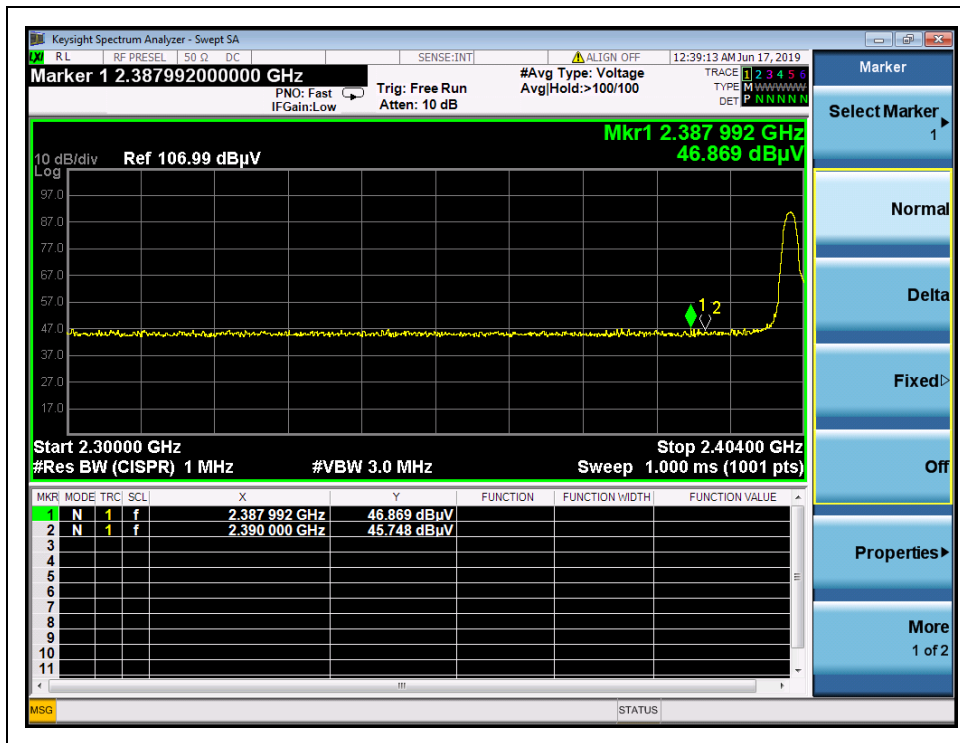 Keysight Spectrum Analyzer - Swept SA
LXI RL RF PRESEL 50 Ω DC SENSE:INT ALIGN OFF 12:39:13 AM Jun 17, 2019
Marker 1 2.387992000000 GHz
PNO: Fast
IFGain:Low
Trig: Free Run
Atten: 10 dB
#Avg Type: Voltage
Avg|Hold:>100/100
TRACE 1 2 3 4 5 6
TYPE M WWWWW
DET P N N N N N
Mkr1 2.387 992 GHz
46.869 dBµV
10 dB/div Ref 106.99 dBµV
Log
97.0
87.0
77.0
67.0
57.0
47.0
37.0
27.0
17.0
1 2
Start 2.30000 GHz Stop 2.40400 GHz
#Res BW (CISPR) 1 MHz #VBW 3.0 MHz Sweep 1.000 ms (1001 pts)
MKR MODE TRC SCL X Y FUNCTION FUNCTION WIDTH FUNCTION VALUE
1 N 1 f 2.387 992 GHz 46.869 dBµV
2 N 1 f 2.390 000 GHz 45.748 dBµV
3
4
5
6
7
8
9
10
11
MSG STATUS
Marker
Select Marker
1
Normal
Delta
Fixed
Off
Properties
More
1 of 2